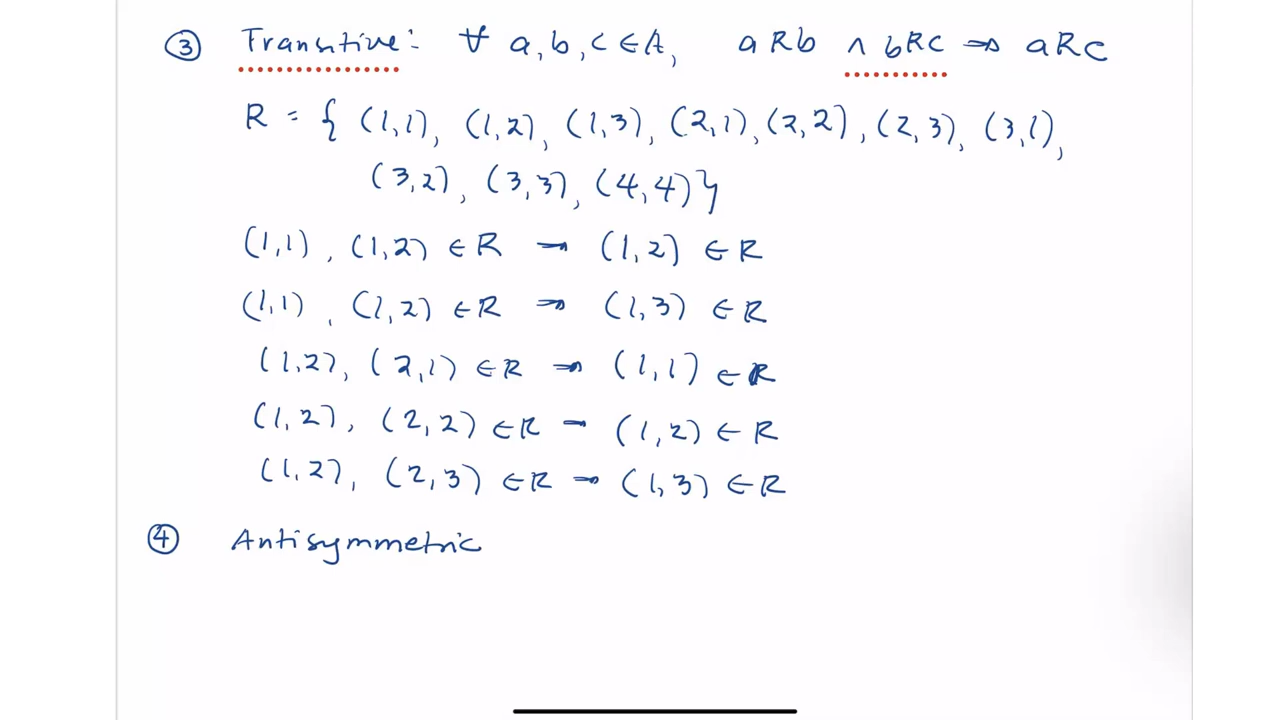 ③ Transitive: ∀ a, b, c ∈ A, aRb ∧ bRc ⇒ aRc
R = { (1,1), (1,2), (1,3), (2,1), (2,2), (2,3), (3,1),
(3,2), (3,3), (4,4) }
(1,1), (1,2) ∈ R → (1,2) ∈ R
(1,1), (1,2) ∈ R ⇒ (1,3) ∈ R
(1,2), (2,1) ∈ R ⇒ (1,1) ∈ R
(1,2), (2,2) ∈ R → (1,2) ∈ R
(1,2), (2,3) ∈ R ⇒ (1,3) ∈ R
④ Antisymmetric